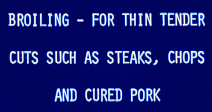 BROILING - FOR THIN TENDER
CUTS SUCH AS STEAKS, CHOPS
AND CURED PORK